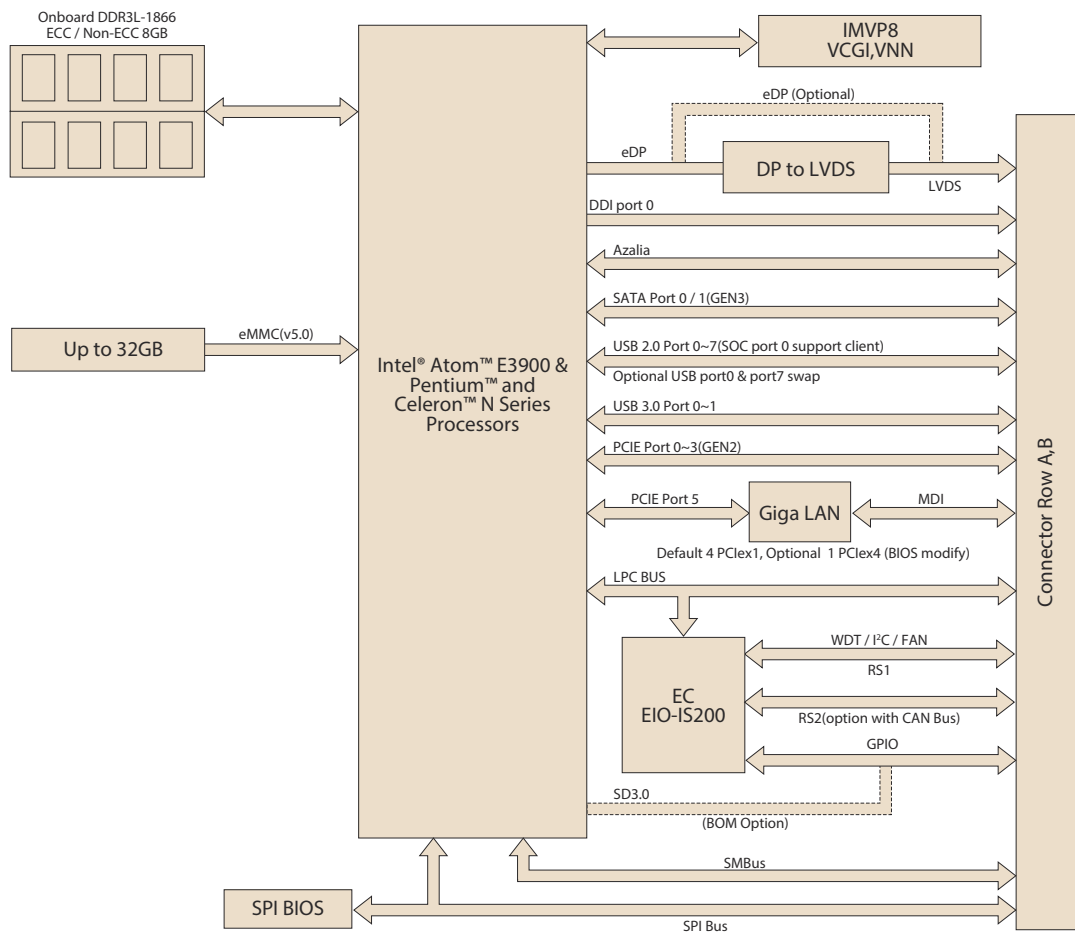 Onboard DDR3L-1866
ECC / Non-ECC 8GB
IMVP8
VCGI,VNN
eDP (Optional)
eDP
DP to LVDS
LVDS
DDI port 0
Azalia
SATA Port 0 / 1(GEN3)
Up to 32GB
eMMC(v5.0)
USB 2.0 Port 0~7(SOC port 0 support client)
Optional USB port0 & port7 swap
Intel® Atom™ E3900 &
Pentium™ and
Celeron™ N Series
Processors
USB 3.0 Port 0~1
PCIE Port 0~3(GEN2)
PCIE Port 5
Giga LAN
MDI
Default 4 PCIex1, Optional 1 PCIex4 (BIOS modify)
LPC BUS
EC
EIO-IS200
WDT / I²C / FAN
RS1
RS2(option with CAN Bus)
GPIO
SD3.0
(BOM Option)
SMBus
SPI BIOS
SPI Bus
Connector Row A,B